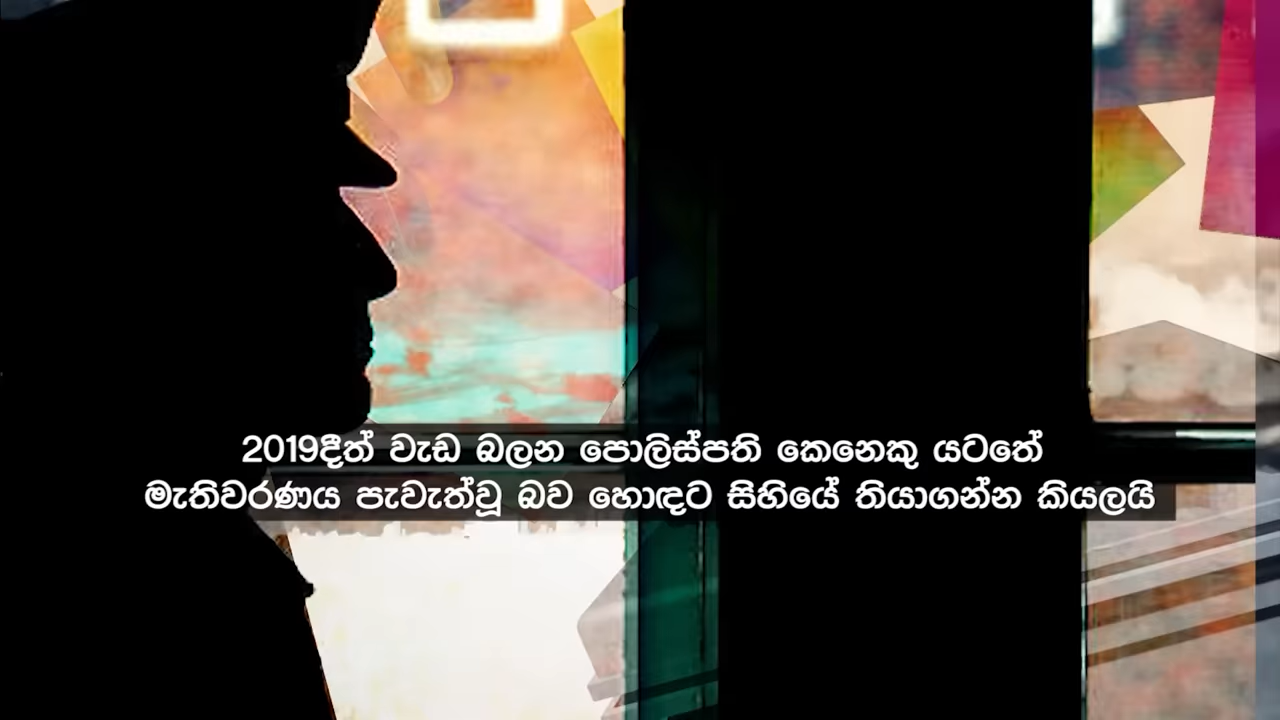 2019දීත් වැඩ බලන පොලිස්පති කෙනෙකු යටතේ
මැතිවරණය පැවැත්වූ බව හොඳට සිහියේ තියාගන්න කියලයි